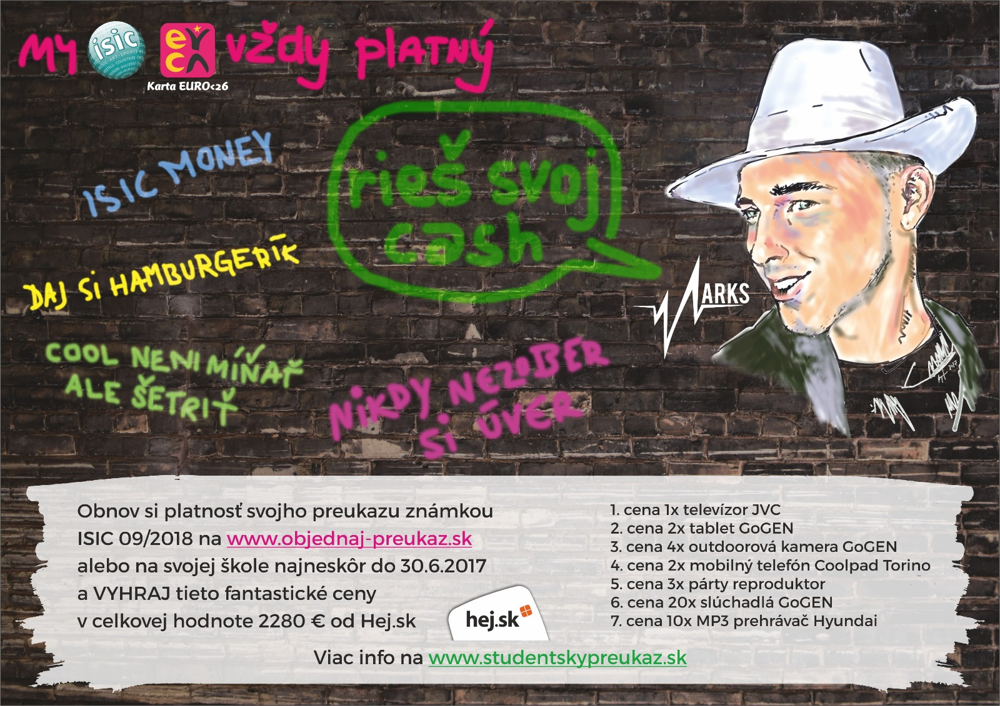 MY isic EYCA vždy platný
Karta EURO<26
ISIC MONEY
rieš svoj
cash
DAJ SI HAMBURGERÍK
MARKS
COOL NENI MÍŇAŤ
ALE ŠETRIŤ
NIKDY NEZOBER
SI ÚVER
Obnov si platnosť svojho preukazu známkou
ISIC 09/2018 na www.objednaj-preukaz.sk
alebo na svojej škole najneskôr do 30.6.2017
a VYHRAJ tieto fantastické ceny
v celkovej hodnote 2280 € od Hej.sk
hej.sk
1. cena 1x televízor JVC
2. cena 2x tablet GoGEN
3. cena 4x outdoorová kamera GoGEN
4. cena 2x mobilný telefón Coolpad Torino
5. cena 3x párty reproduktor
6. cena 20x slúchadlá GoGEN
7. cena 10x MP3 prehrávač Hyundai
Viac info na www.studentskypreukaz.sk